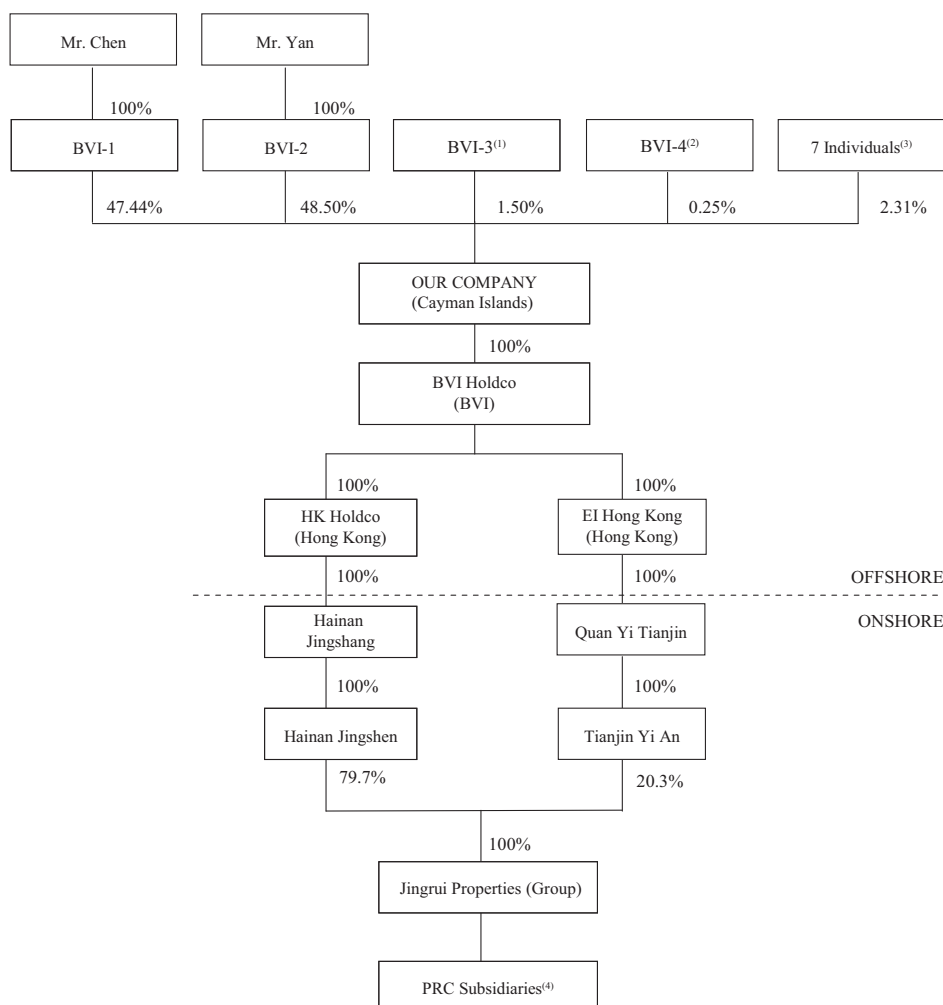 Mr. Chen
Mr. Yan
100%
100%
BVI-1
BVI-2
BVI-3(1)
BVI-4(2)
7 Individuals(3)
47.44%
48.50%
1.50%
0.25%
2.31%
OUR COMPANY
(Cayman Islands)
100%
BVI Holdco
(BVI)
100%
100%
HK Holdco
(Hong Kong)
EI Hong Kong
(Hong Kong)
100%
100%
OFFSHORE
ONSHORE
Hainan
Jingshang
Quan Yi Tianjin
100%
100%
Hainan Jingshen
Tianjin Yi An
79.7%
20.3%
100%
Jingrui Properties (Group)
PRC Subsidiaries(4)